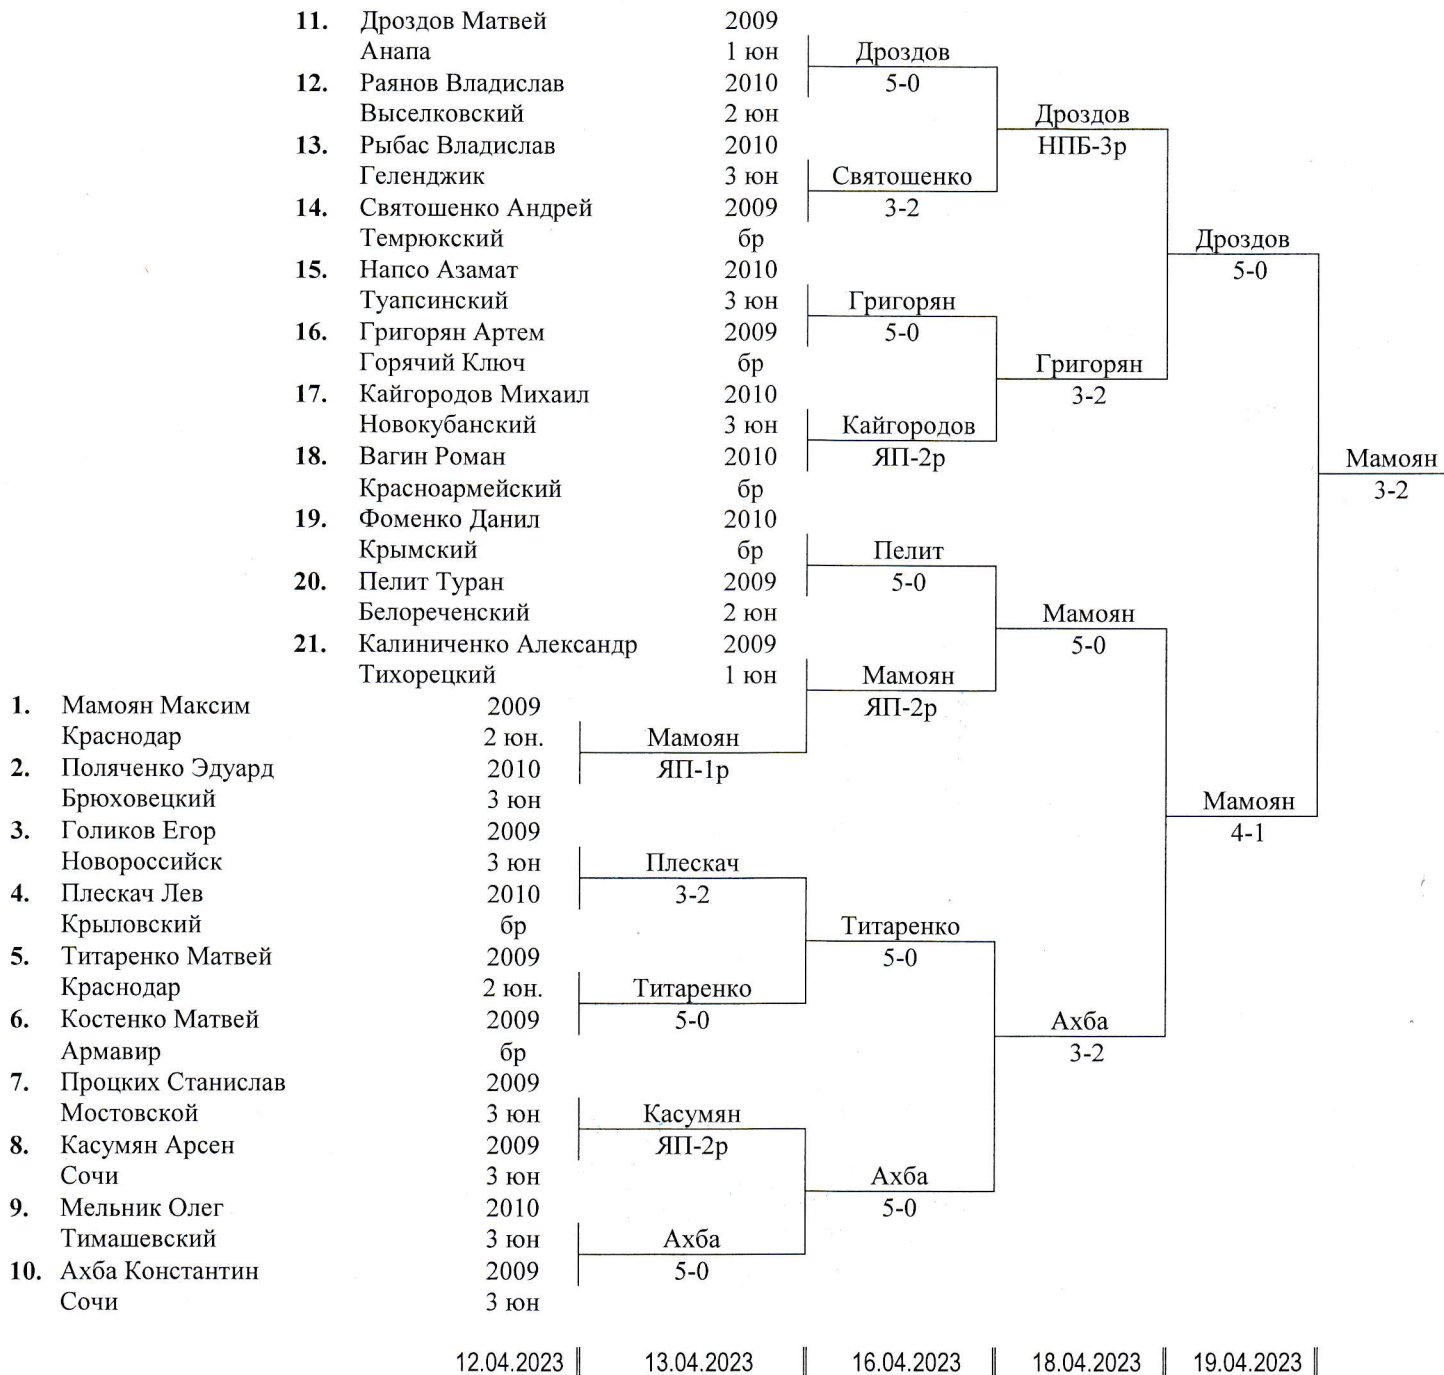 11. Дроздов Матвей 2009
Анапа 1 юн Дроздов
12. Раянов Владислав 2010 5-0
Выселковский 2 юн Дроздов
13. Рыбас Владислав 2010 НПБ-3р
Геленджик 3 юн Святошенко
14. Святошенко Андрей 2009 3-2
Темрюкский бр Дроздов
15. Напсо Азамат 2010 5-0
Туапсинский 3 юн Григорян
16. Григорян Артем 2009 5-0
Горячий Ключ бр Григорян
17. Кайгородов Михаил 2010 3-2
Новокубанский 3 юн Кайгородов
18. Вагин Роман 2010 ЯП-2р Мамоян
Красноармейский бр 3-2
19. Фоменко Данил 2010
Крымский бр Пелит
20. Пелит Туран 2009 5-0
Белореченский 2 юн Мамоян
21. Калиниченко Александр 2009 5-0
Тихорецкий 1 юн Мамоян
1. Мамоян Максим 2009 ЯП-2р
Краснодар 2 юн. Мамоян
2. Поляченко Эдуард 2010 ЯП-1р
Брюховецкий 3 юн Мамоян
3. Голиков Егор 2009 4-1
Новороссийск 3 юн Плескач
4. Плескач Лев 2010 3-2
Крыловский бр Титаренко
5. Титаренко Матвей 2009 5-0
Краснодар 2 юн. Титаренко
6. Костенко Матвей 2009 5-0 Ахба
Армавир бр 3-2
7. Процких Станислав 2009
Мостовской 3 юн Касумян
8. Касумян Арсен 2009 ЯП-2р
Сочи 3 юн Ахба
9. Мельник Олег 2010 5-0
Тимашевский 3 юн Ахба
10. Ахба Константин 2009 5-0
Сочи 3 юн
12.04.2023 13.04.2023 16.04.2023 18.04.2023 19.04.2023